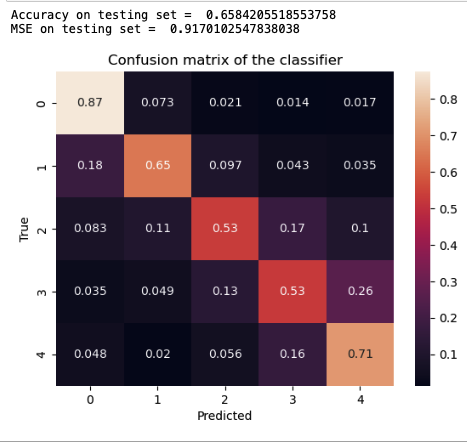 Accuracy on testing set =  0.6584205518553758
MSE on testing set =  0.9170102547838038
Confusion matrix of the classifier
0 0.87 0.073 0.021 0.014 0.017
1 0.18 0.65 0.097 0.043 0.035
2 0.083 0.11 0.53 0.17 0.1
3 0.035 0.049 0.13 0.53 0.26
4 0.048 0.02 0.056 0.16 0.71
0 1 2 3 4
Predicted
True
0.8
0.7
0.6
0.5
0.4
0.3
0.2
0.1